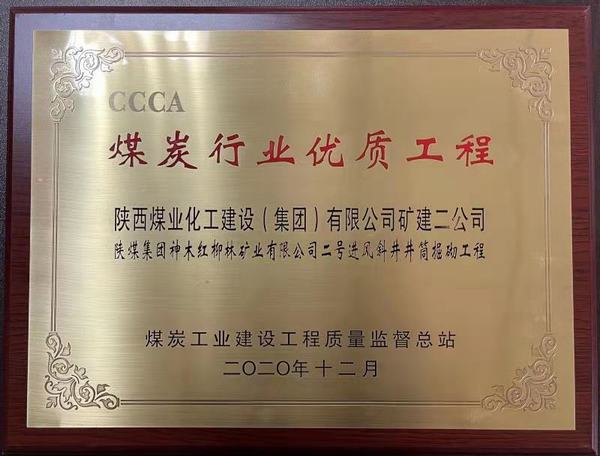 CCCA
煤炭行业优质工程
陕西煤业化工建设（集团）有限公司矿建二公司
陕煤集团神木红柳林矿业有限公司二号进风斜井井筒掘砌工程
煤炭工业建设工程质量监督总站
二〇二〇年十二月